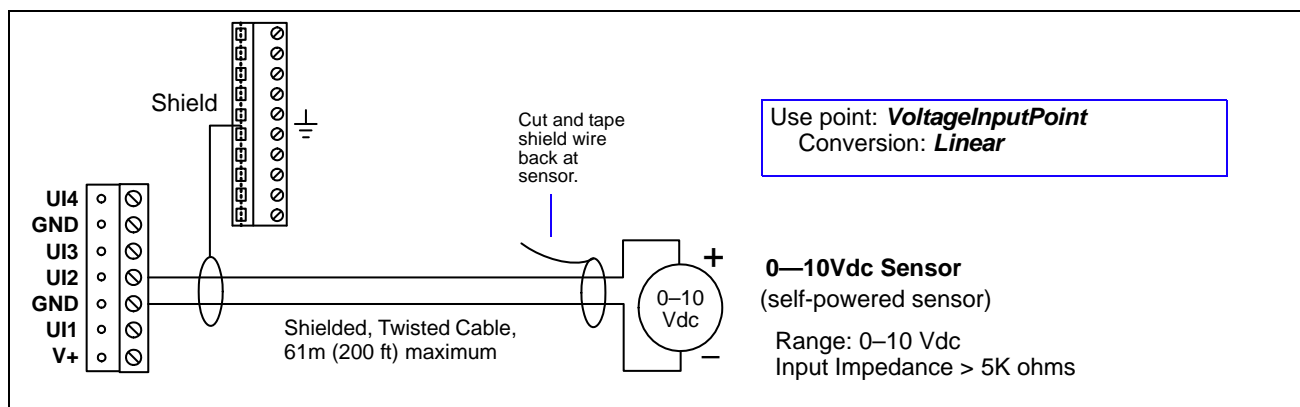 Shield
Cut and tape
shield wire
back at
sensor.
Use point: VoltageInputPoint
Conversion: Linear
UI4
GND
UI3
UI2
GND
UI1
V+
Shielded, Twisted Cable,
61m (200 ft) maximum
+
0–10
Vdc
–
0—10Vdc Sensor
(self-powered sensor)
Range: 0–10 Vdc
Input Impedance > 5K ohms